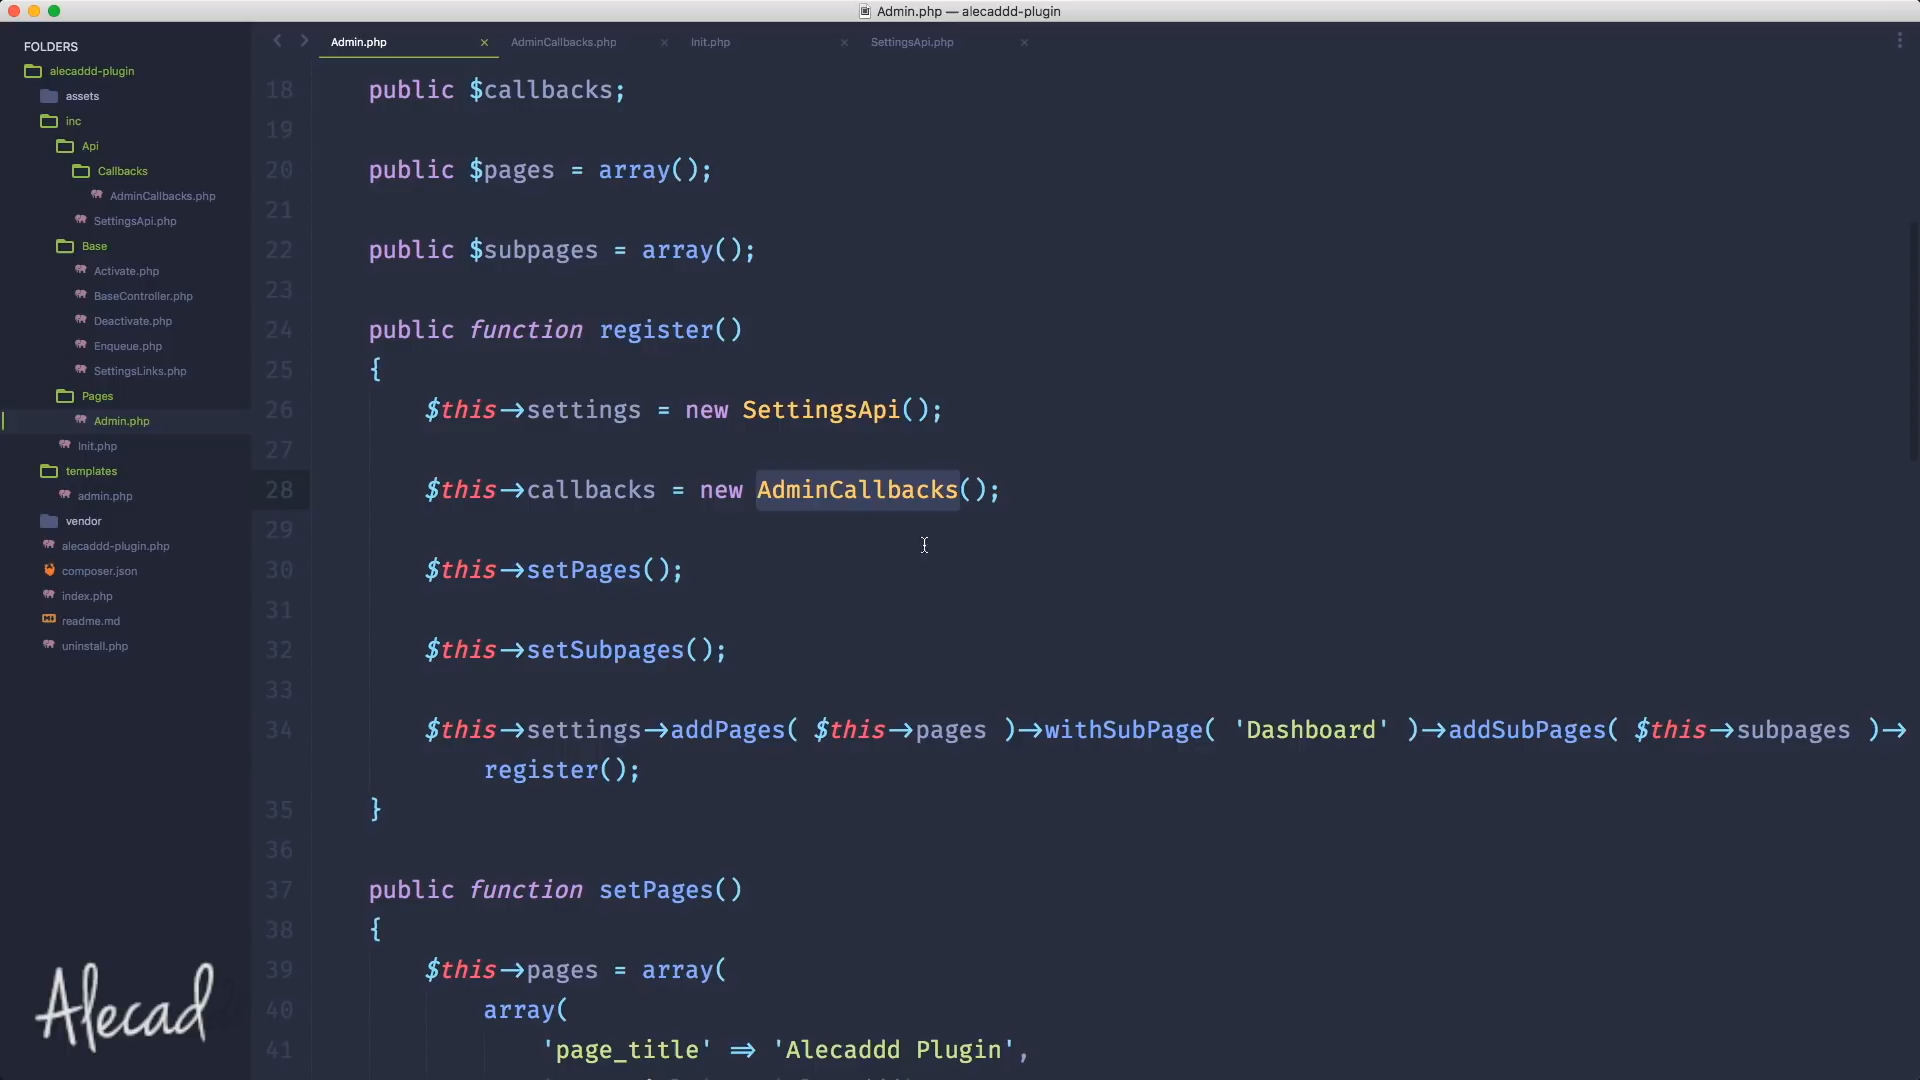 Admin.php — alecaddd-plugin
FOLDERS
alecaddd-plugin
assets
inc
Api
Callbacks
AdminCallbacks.php
SettingsApi.php
Base
Activate.php
BaseController.php
Deactivate.php
Enqueue.php
SettingsLinks.php
Pages
Admin.php
Init.php
templates
admin.php
vendor
alecaddd-plugin.php
composer.json
index.php
readme.md
uninstall.php
Alecad
Admin.php × AdminCallbacks.php × Init.php × SettingsApi.php ×
18 public $callbacks;
19
20 public $pages = array();
21
22 public $subpages = array();
23
24 public function register()
25 {
26 $this->settings = new SettingsApi();
27
28 $this->callbacks = new AdminCallbacks();
29
30 $this->setPages();
31
32 $this->setSubpages();
33
34 $this->settings->addPages( $this->pages )->withSubPage( 'Dashboard' )->addSubPages( $this->subpages )->
register();
35 }
36
37 public function setPages()
38 {
39 $this->pages = array(
40 array(
41 'page_title' => 'Alecaddd Plugin',